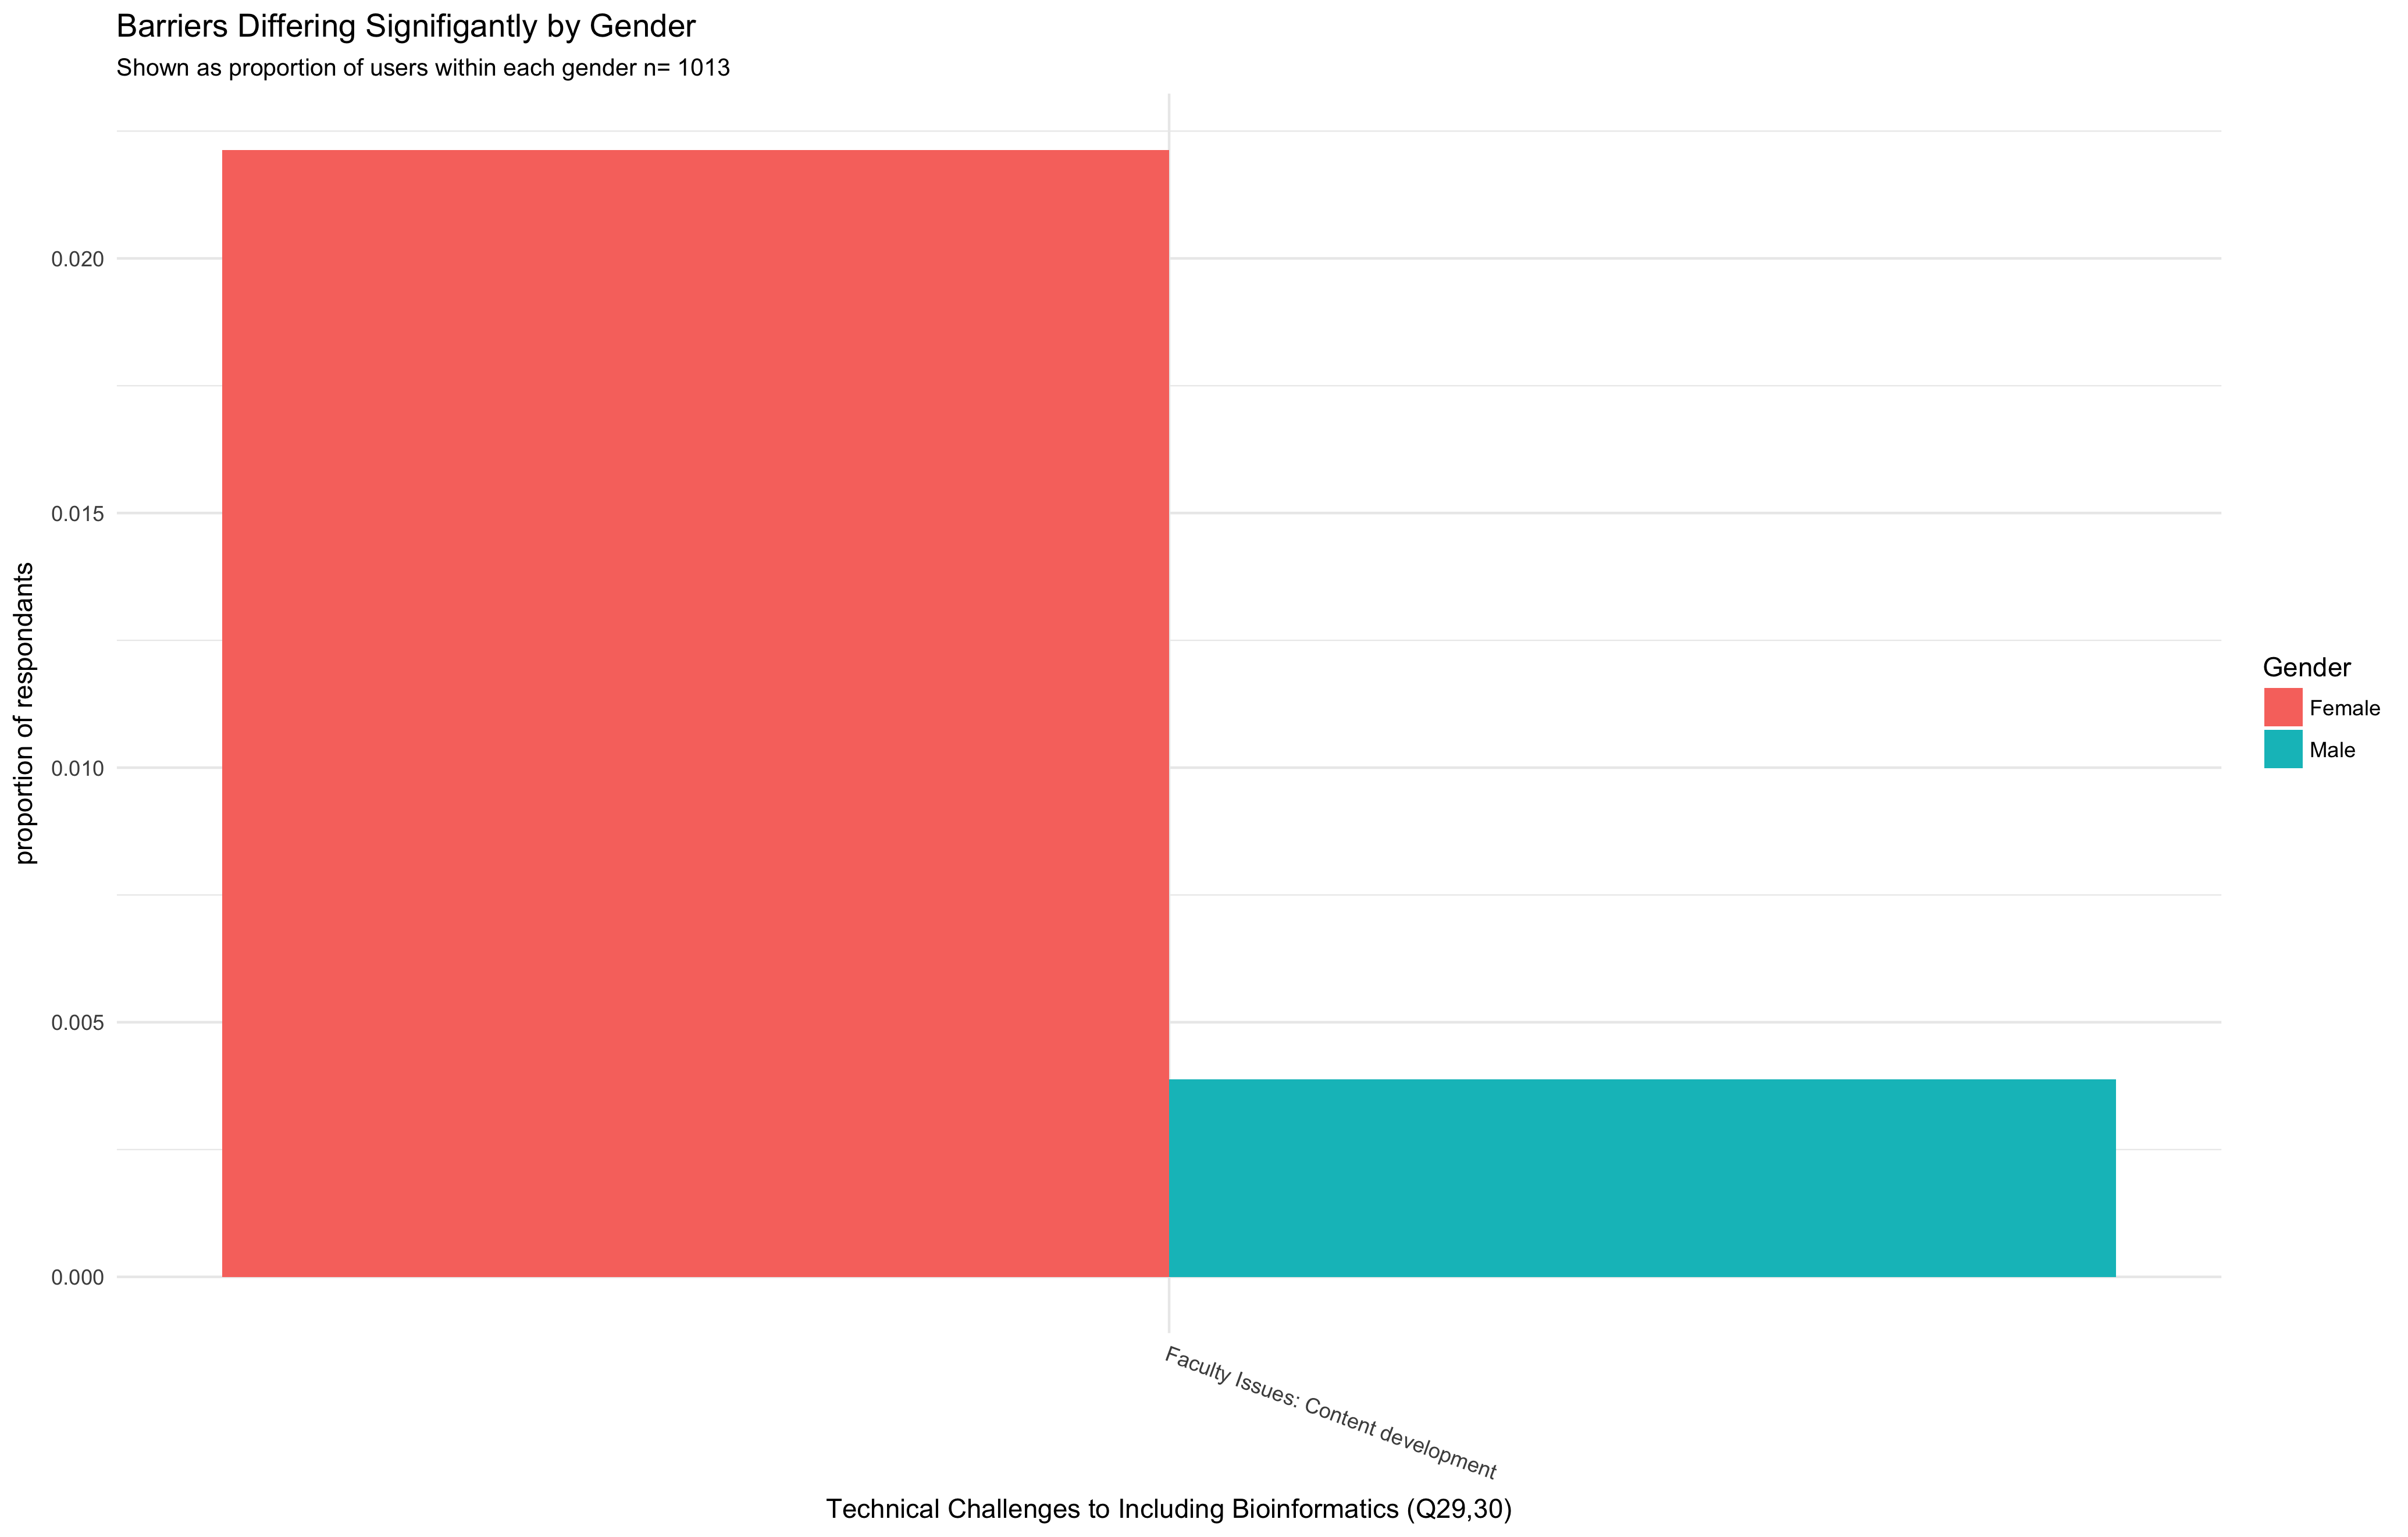 Barriers Differing Signifigantly by Gender
Shown as proportion of users within each gender n= 1013
proportion of respondants
0.020
0.015
0.010
0.005
0.000
Gender
Female
Male
Faculty Issues: Content development
Technical Challenges to Including Bioinformatics (Q29,30)